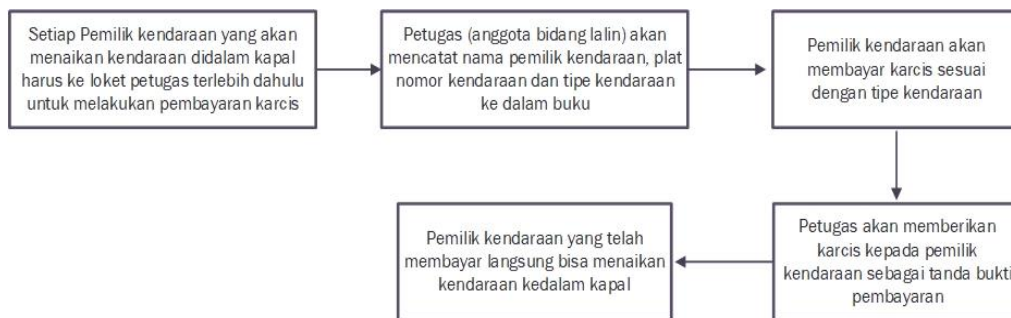 Setiap Pemilik kendaraan yang akan
menaikan kendaraan didalam kapal
harus ke loket petugas terlebih dahulu
untuk melakukan pembayaran karcis
Petugas (anggota bidang lalin) akan
mencatat nama pemilik kendaraan, plat
nomor kendaraan dan tipe kendaraan
ke dalam buku
Pemilik kendaraan akan
membayar karcis sesuai
dengan tipe kendaraan
Petugas akan memberikan
karcis kepada pemilik
kendaraan sebagai tanda bukti
pembayaran
Pemilik kendaraan yang telah
membayar langsung bisa menaikan
kendaraan kedalam kapal